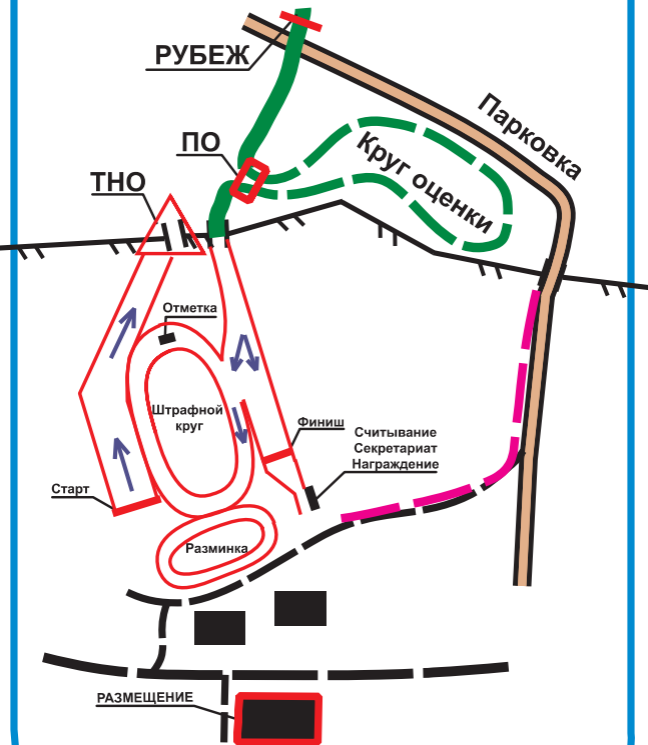 РУБЕЖ
Парковка
ПО
Круг оценки
ТНО
Отметка
Штрафной
круг
Финиш
Считывание
Секретариат
Награждение
Старт
Разминка
РАЗМЕЩЕНИЕ